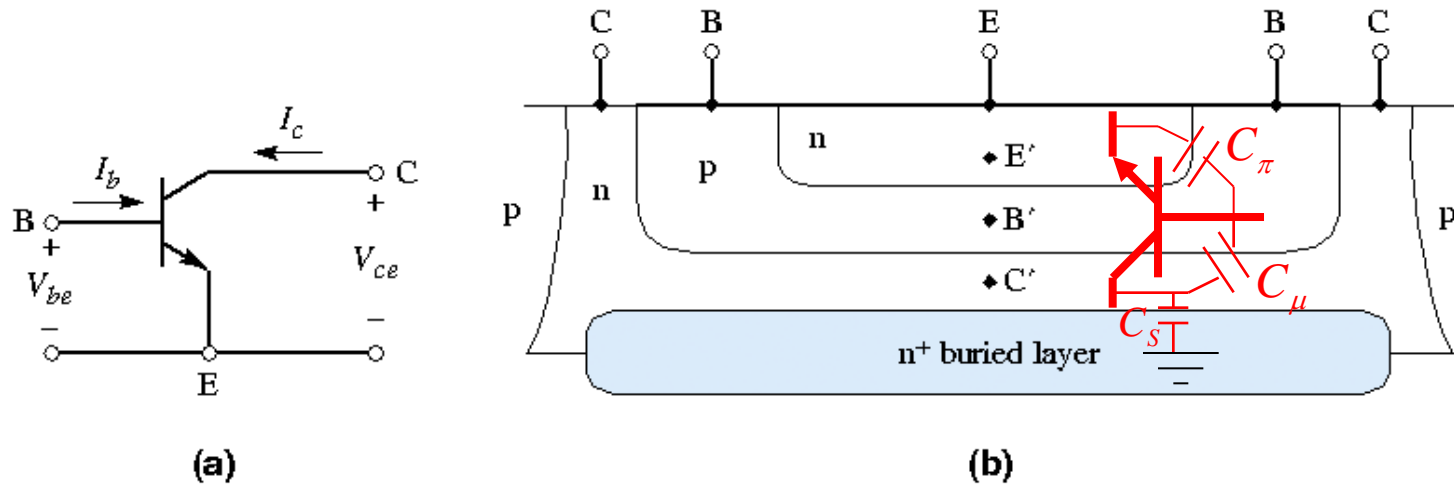 C B E B C
I_c
I_b
C
B
+
+
V_be
V_ce
−
−
E
n
E′
C_π
p
n
p
p
B′
C′
C_μ
C_S
n⁺ buried layer
(a)
(b)